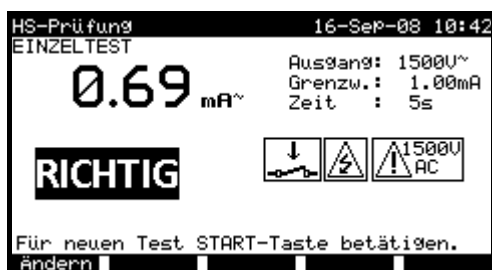 HS-Prüfung 16-Sep-08 10:42
EINZELTEST
0.69 mA~
Ausgang: 1500V~
Grenzw.: 1.00mA
Zeit : 5s
RICHTIG
1500V
AC
Für neuen Test START-Taste betätigen.
Ändern